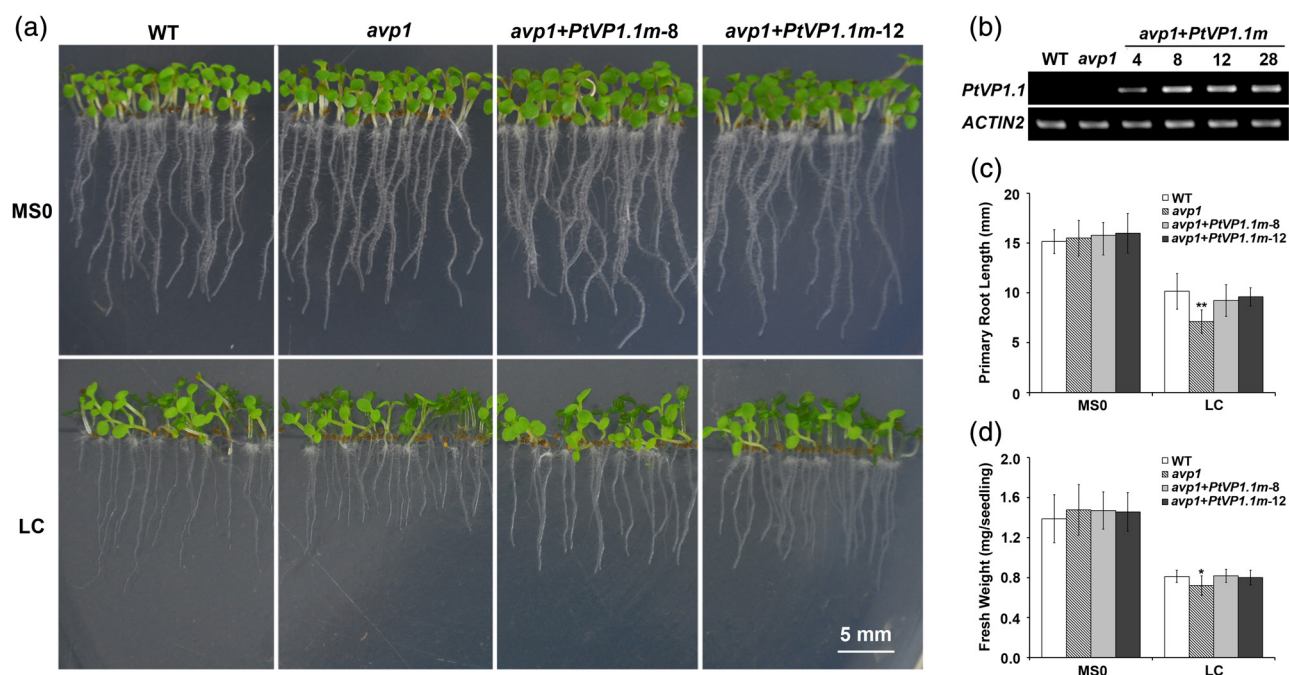 (a)
WT avp1 avp1+PtVP1.1m-8 avp1+PtVP1.1m-12
MS0
LC
5 mm
(b)
avp1+PtVP1.1m
WT avp1 4 8 12 28
PtVP1.1
ACTIN2
(c)
Primary Root Length (mm)
20
15
10
5
0
WT
avp1
avp1+PtVP1.1m-8
avp1+PtVP1.1m-12
**
MS0 LC
(d)
Fresh Weight (mg/seedling)
2.0
1.6
1.2
0.8
0.4
0.0
WT
avp1
avp1+PtVP1.1m-8
avp1+PtVP1.1m-12
*
MS0 LC